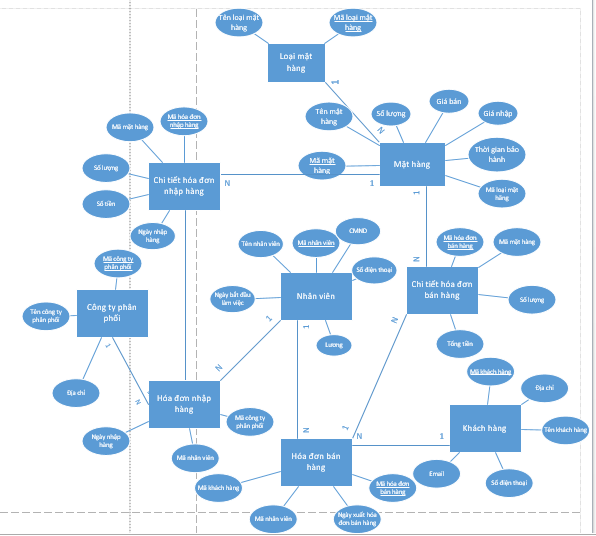 Tên loại mặt
hàng
Mã loại mặt
hàng
Loại mặt
hàng
1
N
Tên mặt
hàng
Số lượng
Giá bán
Giá nhập
Thời gian bảo
hành
Mã loại mặt
hàng
Mã mặt
hàng
Mặt hàng
1
N
1
N
Mã mặt hàng
Mã hóa đơn
nhập hàng
Số lượng
Số tiền
Ngày nhập
hàng
Chi tiết hóa đơn
nhập hàng
Mã công ty
phân phối
Tên công ty
phân phối
Công ty phân
phối
Địa chỉ
1
N
Tên nhân viên
Mã nhân viên
CMND
Số điện thoại
Ngày bắt đầu
làm việc
Nhân viên
Lương
1
N
1
N
Mã hóa đơn
bán hàng
Mã mặt hàng
Chi tiết hóa đơn
bán hàng
Số lượng
Tổng tiền
N
1
Hóa đơn nhập
hàng
Ngày nhập
hàng
Mã công ty
phân phối
Mã nhân viên
Mã khách hàng
Địa chỉ
Khách hàng
Tên khách hàng
Email
Số điện thoại
N
1
Hóa đơn bán
hàng
Mã khách hàng
Mã nhân viên
Ngày xuất hóa
đơn bán hàng
Mã hóa đơn
bán hàng